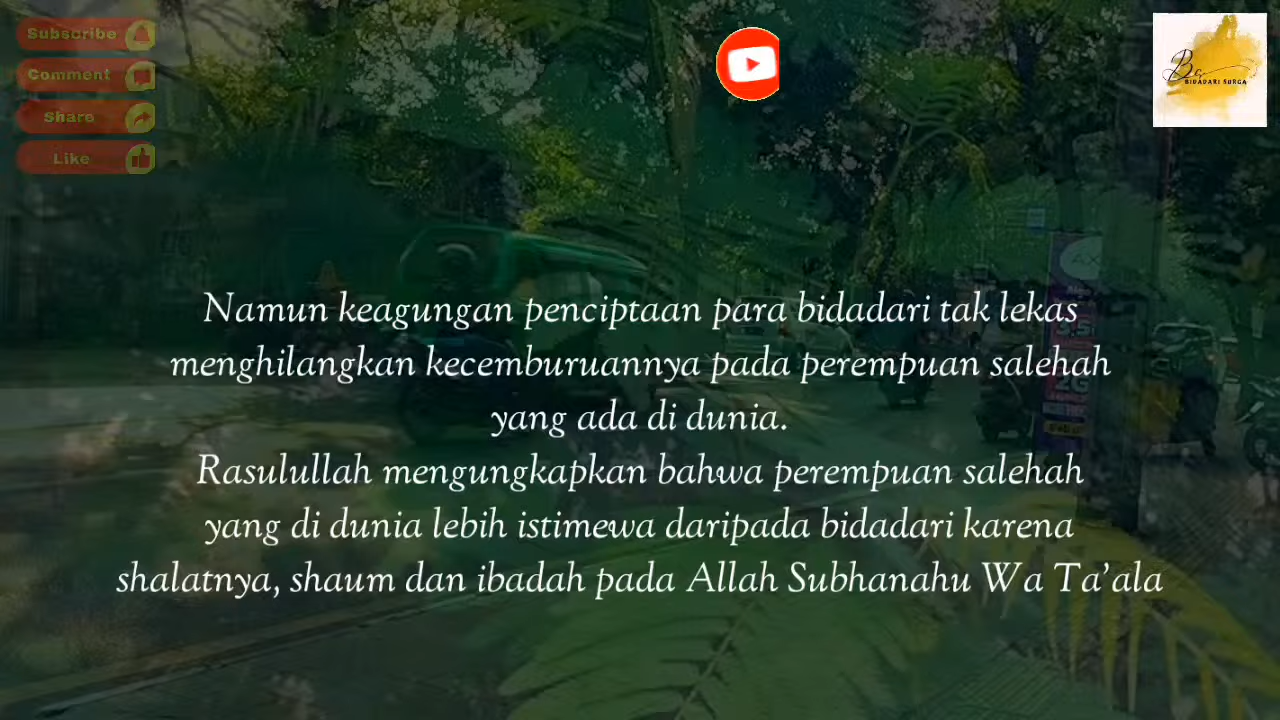 Subscribe
Comment
Share
Like
BIDADARI SURGA
Namun keagungan penciptaan para bidadari tak lekas
menghilangkan kecemburuannya pada perempuan salehah
yang ada di dunia.
Rasulullah mengungkapkan bahwa perempuan salehah
yang di dunia lebih istimewa daripada bidadari karena
shalatnya, shaum dan ibadah pada Allah Subhanahu Wa Ta’ala